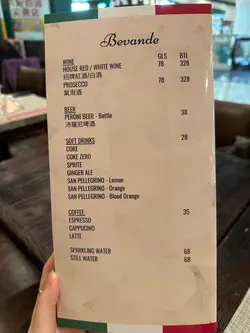 Bevande
GLS BTL
WINE
HOUSE RED / WHITE WINE 78 328
招牌紅酒/白酒
PROSECCO 78 328
氣泡酒
BEER
PERONI BEER - Bottle 38
沛羅尼啤酒
SOFT DRINKS 28
COKE
COKE ZERO
SPRITE
GINGER ALE
SAN PELLEGRINO - Lemon
SAN PELLEGRINO - Orange
SAN PELLEGRINO - Blood Orange
COFFEE 35
ESPRESSO
CAPPUCINO
LATTE
SPARKLING WATER 68
STILL WATER 68